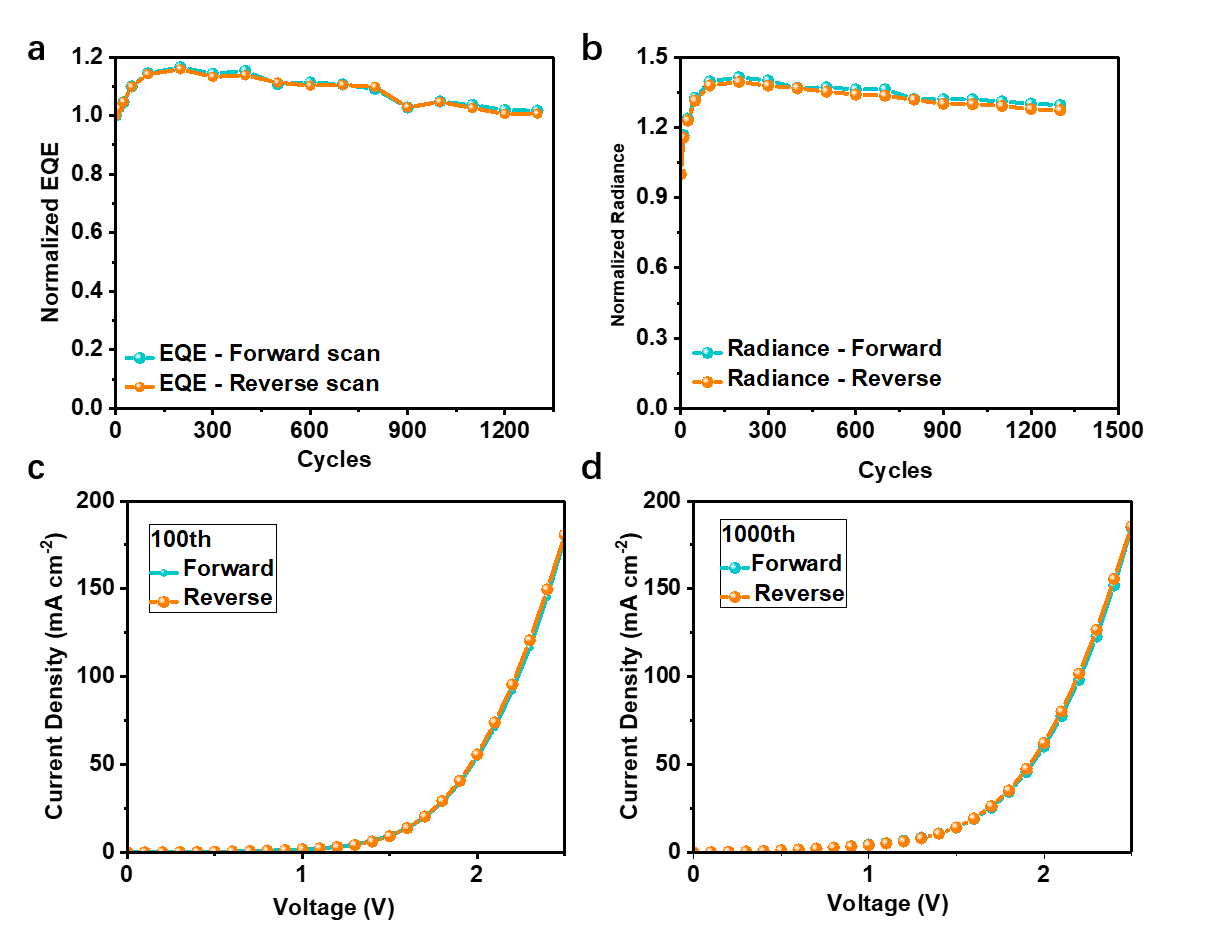 a
1.2
1.0
0.8
0.6
0.4
0.2
0.0
Normalized EQE
EQE - Forward scan
EQE - Reverse scan
0 300 600 900 1200
Cycles
b
1.5
1.2
0.9
0.6
0.3
0.0
Normalized Radiance
Radiance - Forward
Radiance - Reverse
0 300 600 900 1200 1500
Cycles
c
200
150
100
50
0
Current Density (mA cm-2)
100th
Forward
Reverse
0 1 2
Voltage (V)
d
200
150
100
50
0
Current Density (mA cm-2)
1000th
Forward
Reverse
0 1 2
Voltage (V)